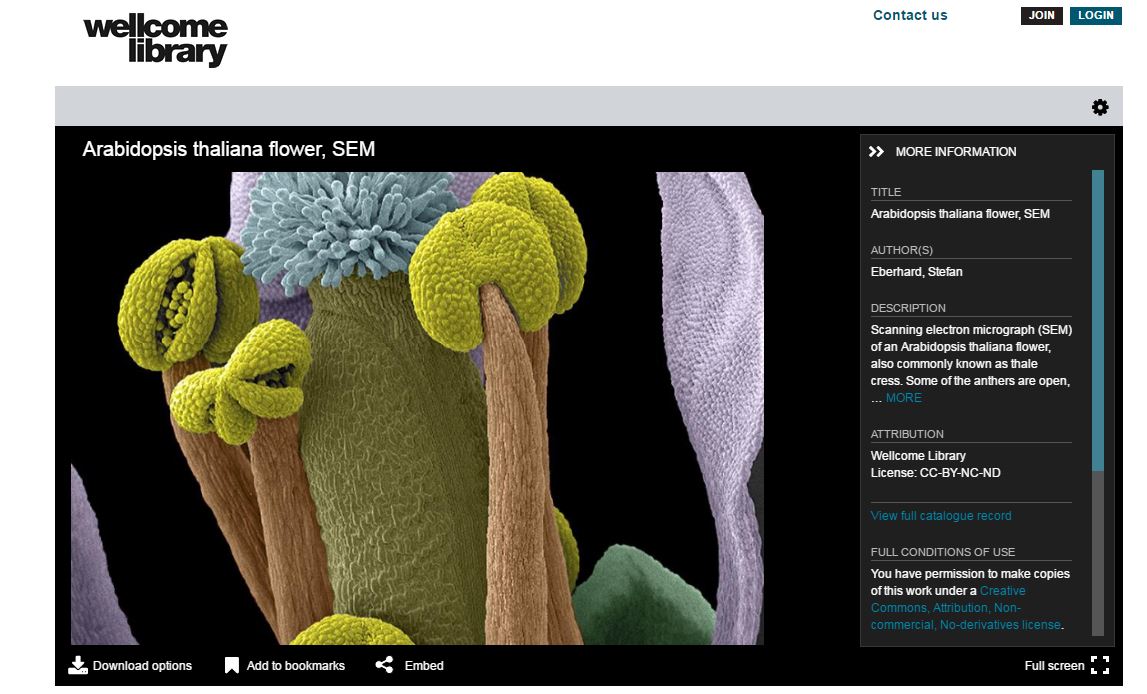 wellcome
library
Contact us
JOIN
LOGIN
Arabidopsis thaliana flower, SEM
MORE INFORMATION
TITLE
Arabidopsis thaliana flower, SEM
AUTHOR(S)
Eberhard, Stefan
DESCRIPTION
Scanning electron micrograph (SEM)
of an Arabidopsis thaliana flower,
also commonly known as thale
cress. Some of the anthers are open,
... MORE
ATTRIBUTION
Wellcome Library
License: CC-BY-NC-ND
View full catalogue record
FULL CONDITIONS OF USE
You have permission to make copies
of this work under a Creative
Commons, Attribution, Non-
commercial, No-derivatives license.
Download options
Add to bookmarks
Embed
Full screen